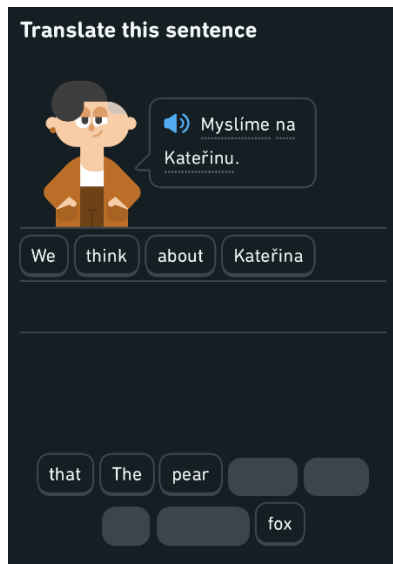 Translate this sentence
Myslíme na
Kateřinu.
We think about Kateřina
that The pear
fox